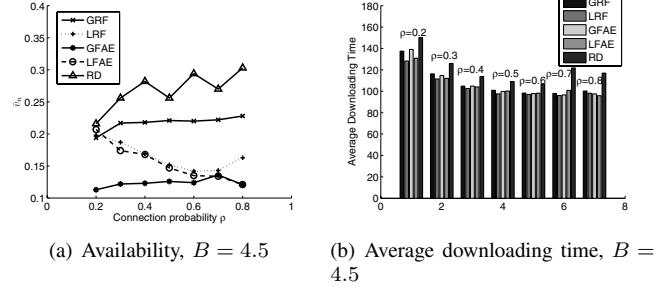 0.4
0.35
0.3
0.25
0.2
0.15
0.1
0
0.2
0.4
0.6
0.8
1
Connection probability ρ
GRF
LRF
GFAE
LFAE
RD
(a) Availability, B = 4.5
Average Downloading Time
180
160
140
120
100
80
60
40
20
0
0
2
4
6
8
GRF
LRF
GFAE
LFAE
RD
ρ=0.2
ρ=0.3
ρ=0.4
ρ=0.5
ρ=0.6
ρ=0.7
ρ=0.8
(b) Average downloading time, B =
4.5